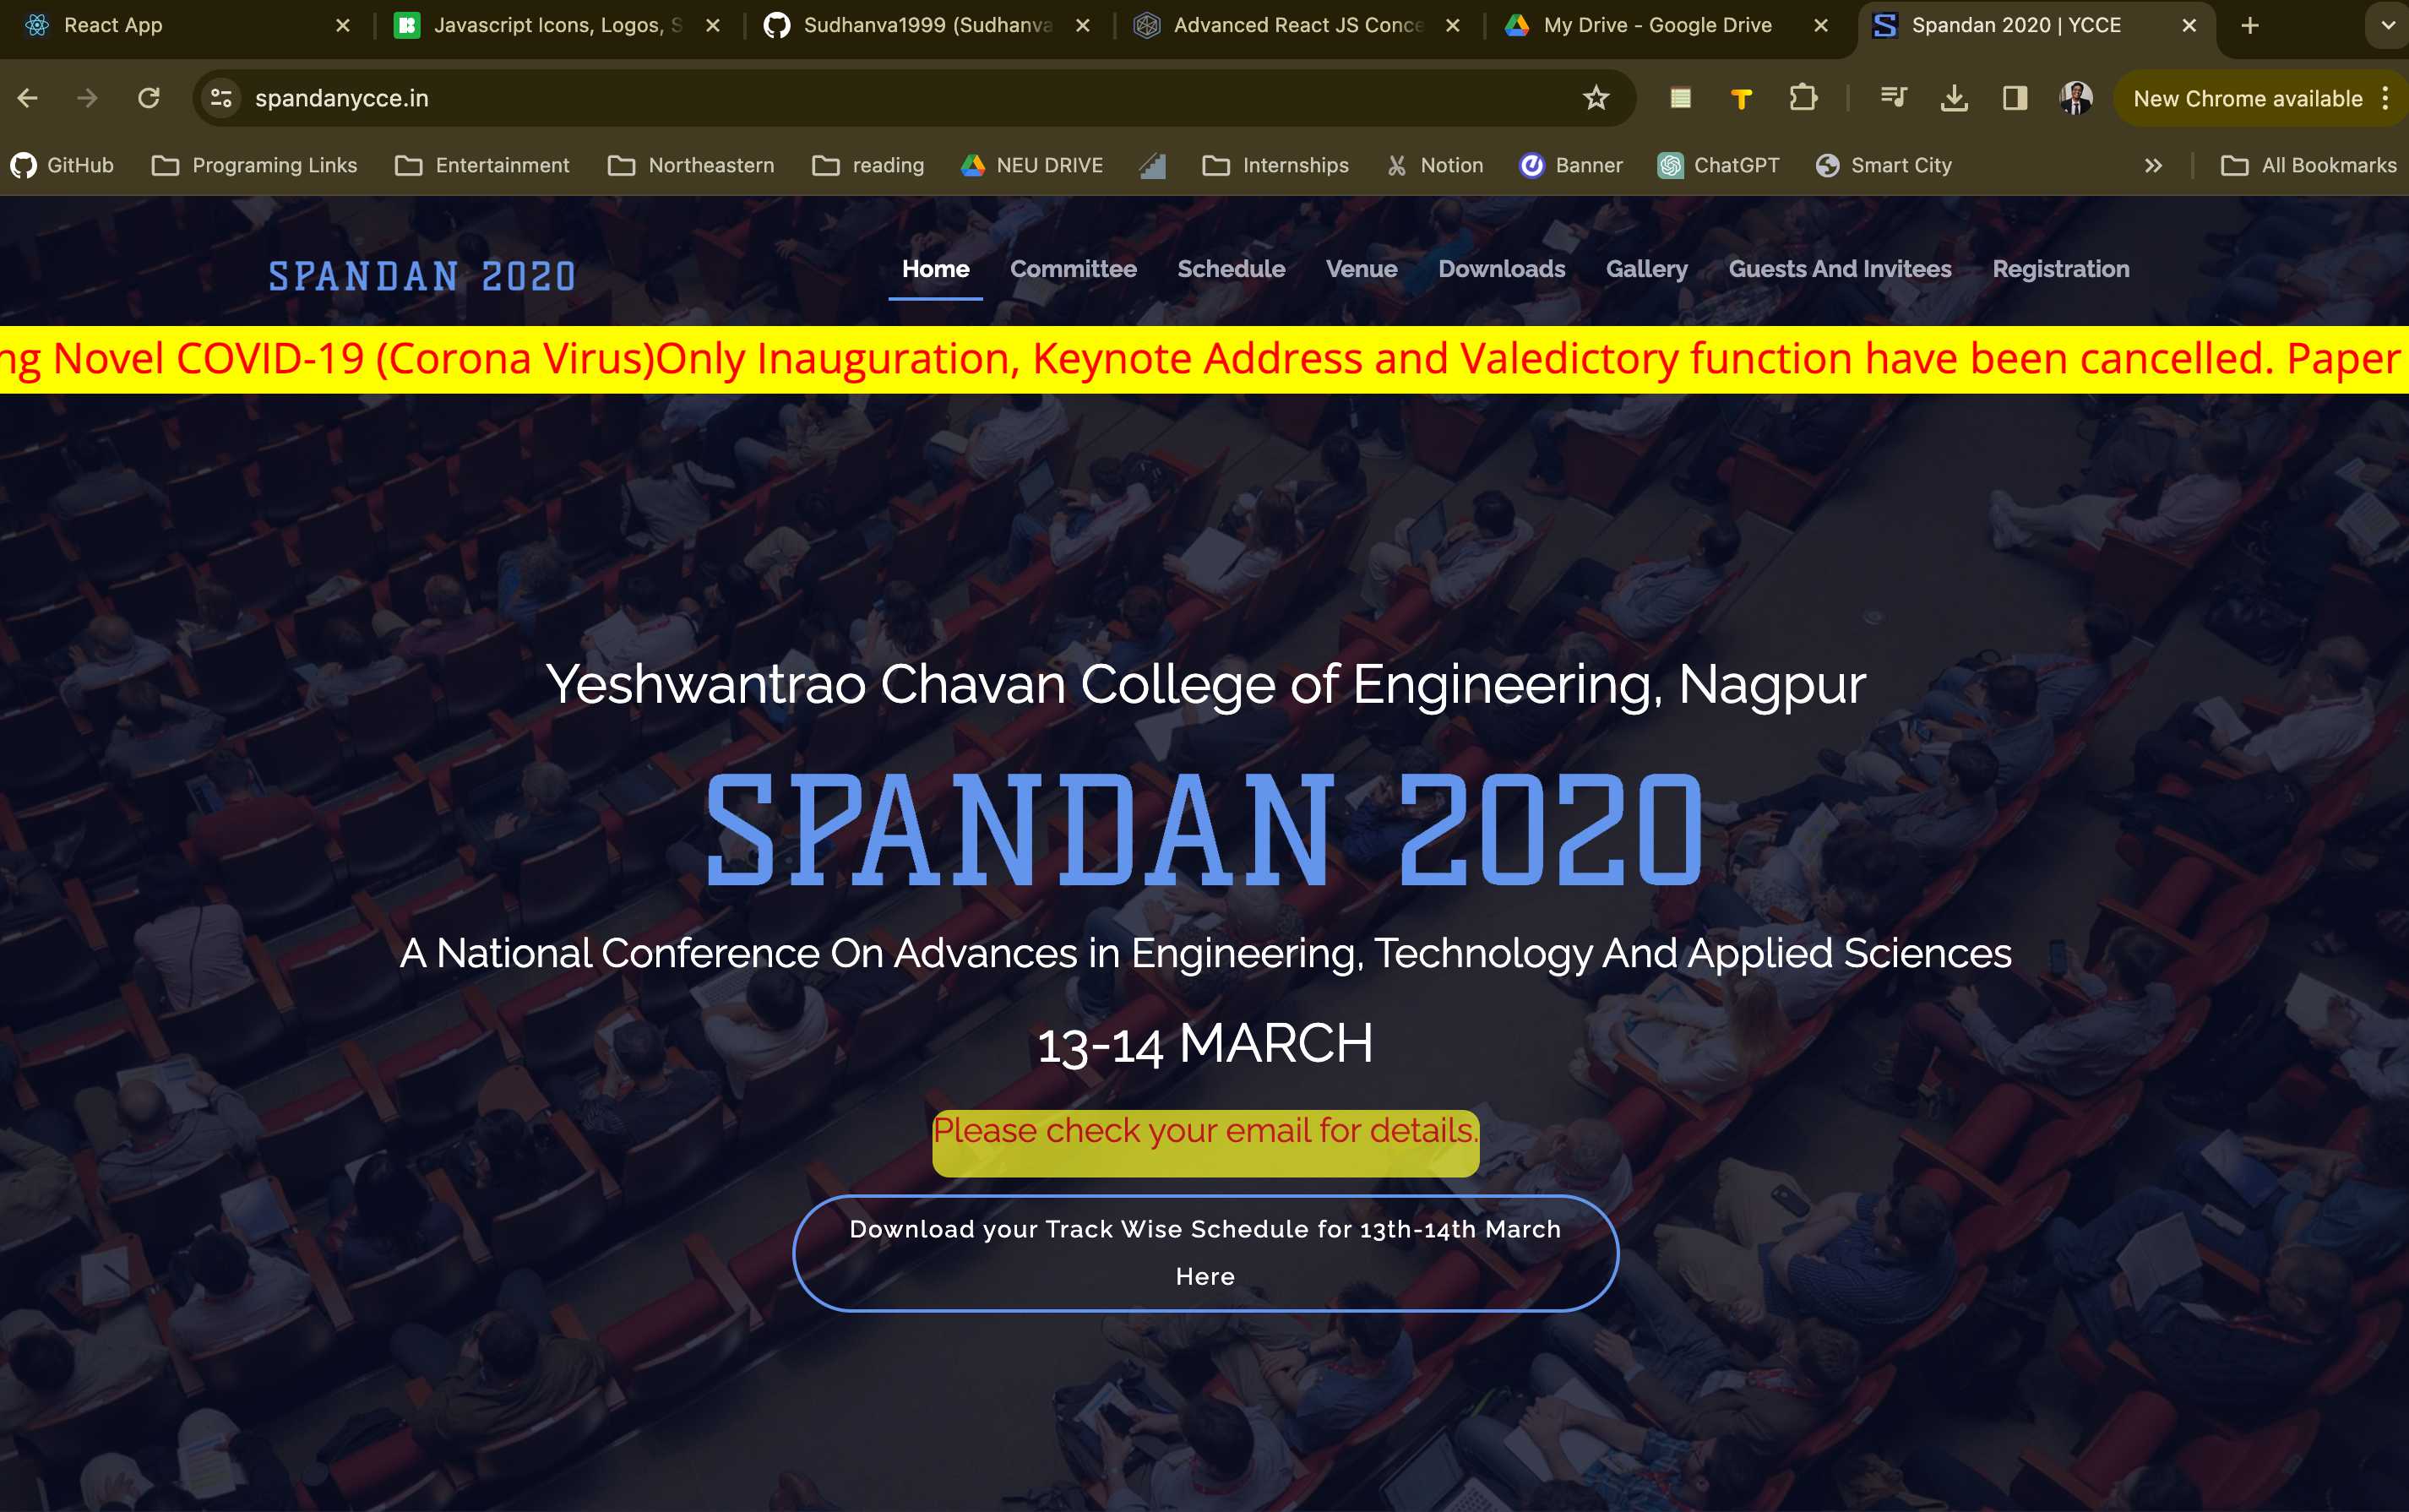 React App
Javascript Icons, Logos, S
Sudhanva1999 (Sudhanva
Advanced React JS Conce
My Drive - Google Drive
Spandan 2020 | YCCE
spandanycce.in
New Chrome available
GitHub
Programing Links
Entertainment
Northeastern
reading
NEU DRIVE
Internships
Notion
Banner
ChatGPT
Smart City
All Bookmarks
SPANDAN 2020
Home
Committee
Schedule
Venue
Downloads
Gallery
Guests And Invitees
Registration
ng Novel COVID-19 (Corona Virus)Only Inauguration, Keynote Address and Valedictory function have been cancelled. Paper
Yeshwantrao Chavan College of Engineering, Nagpur
SPANDAN 2020
A National Conference On Advances in Engineering, Technology And Applied Sciences
13-14 MARCH
Please check your email for details.
Download your Track Wise Schedule for 13th-14th March
Here